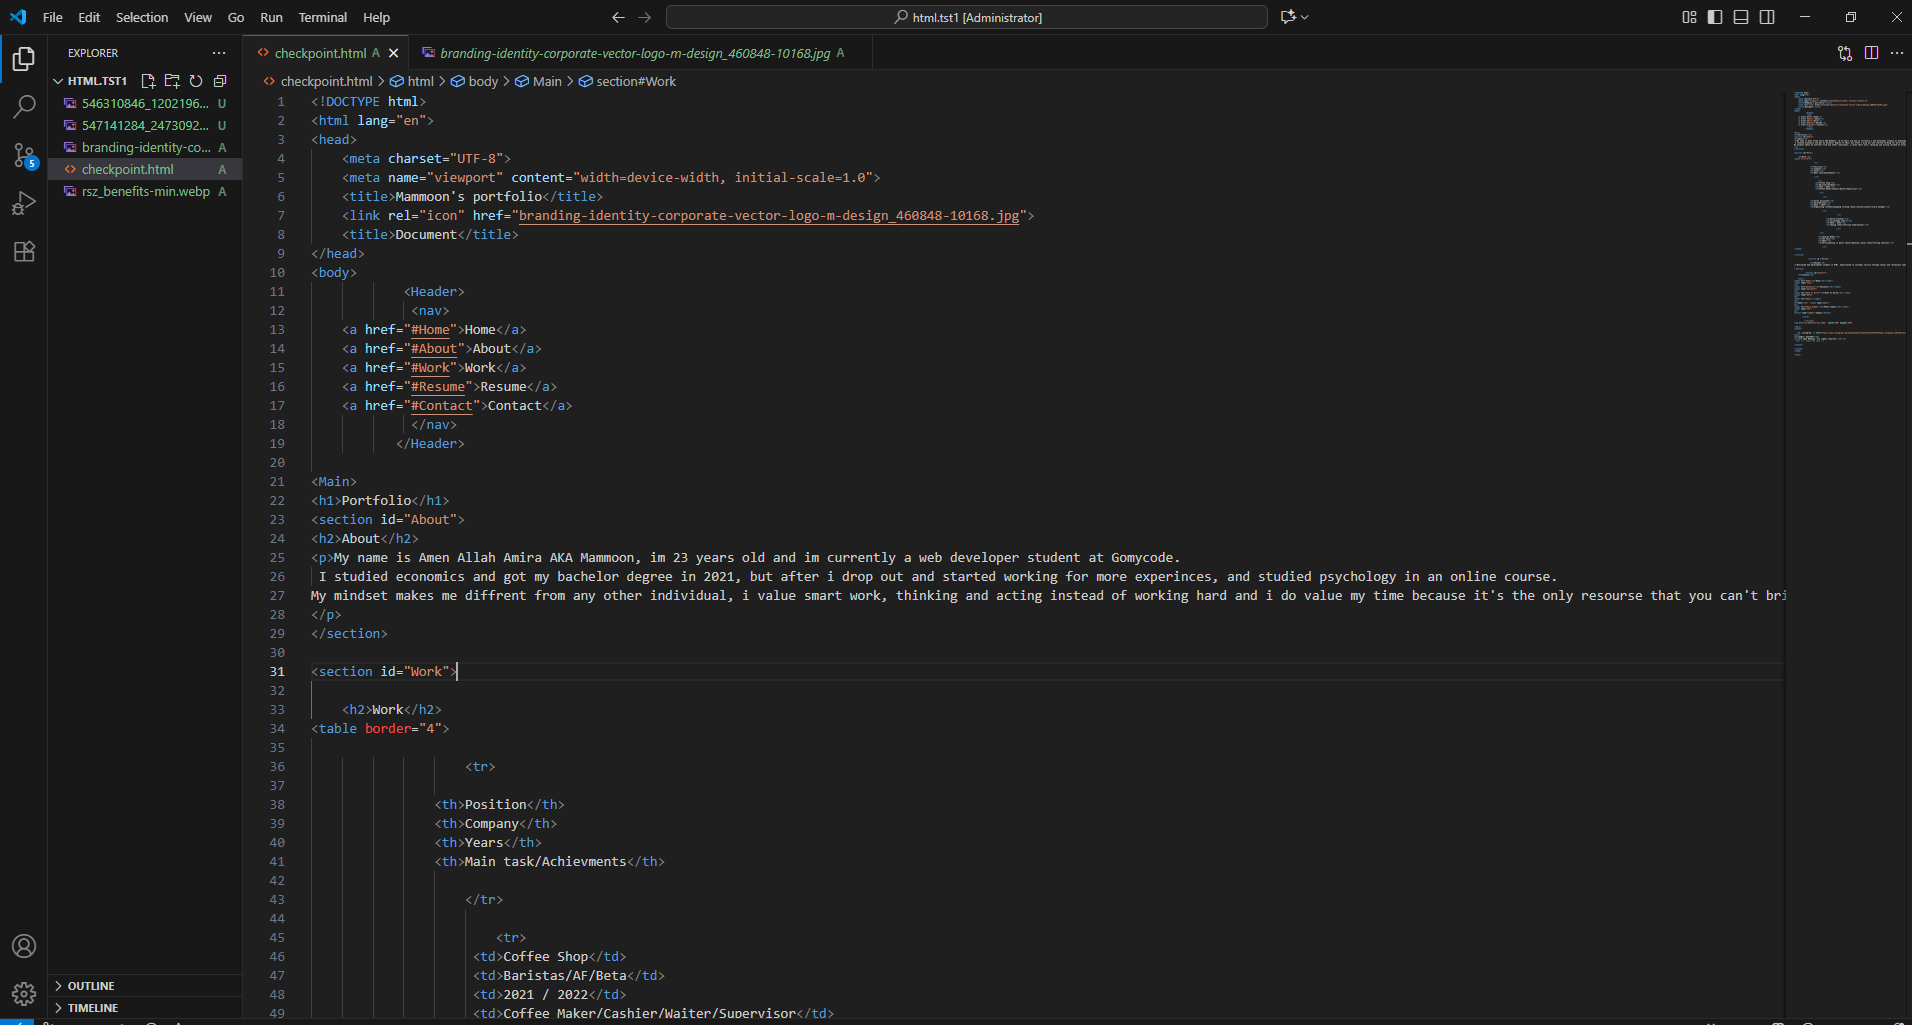 File Edit Selection View Go Run Terminal Help
html.tst1 [Administrator]
EXPLORER
HTML.TST1
546310846_1202196... U
547141284_2473092... U
branding-identity-co... A
checkpoint.html A
rsz_benefits-min.webp A
5
OUTLINE
TIMELINE
checkpoint.html A
branding-identity-corporate-vector-logo-m-design_460848-10168.jpg A
checkpoint.html > html > body > Main > section#Work
1 <!DOCTYPE html>
2 <html lang="en">
3 <head>
4 <meta charset="UTF-8">
5 <meta name="viewport" content="width=device-width, initial-scale=1.0">
6 <title>Mammoon's portfolio</title>
7 <link rel="icon" href="branding-identity-corporate-vector-logo-m-design_460848-10168.jpg">
8 <title>Document</title>
9 </head>
10 <body>
11 <Header>
12 <nav>
13 <a href="#Home">Home</a>
14 <a href="#About">About</a>
15 <a href="#Work">Work</a>
16 <a href="#Resume">Resume</a>
17 <a href="#Contact">Contact</a>
18 </nav>
19 </Header>
20
21 <Main>
22 <h1>Portfolio</h1>
23 <section id="About">
24 <h2>About</h2>
25 <p>My name is Amen Allah Amira AKA Mammoon, im 23 years old and im currently a web developer student at Gomycode.
26 I studied economics and got my bachelor degree in 2021, but after i drop out and started working for more experinces, and studied psychology in an online course.
27 My mindset makes me diffrent from any other individual, i value smart work, thinking and acting instead of working hard and i do value my time because it's the only resourse that you can't bri
28 </p>
29 </section>
30
31 <section id="Work">
32
33 <h2>Work</h2>
34 <table border="4">
35
36 <tr>
37
38 <th>Position</th>
39 <th>Company</th>
40 <th>Years</th>
41 <th>Main task/Achievments</th>
42
43 </tr>
44
45 <tr>
46 <td>Coffee Shop</td>
47 <td>Baristas/AF/Beta</td>
48 <td>2021 / 2022</td>
49 <td>Coffee Maker/Cashier/Waiter/Supervisor</td>